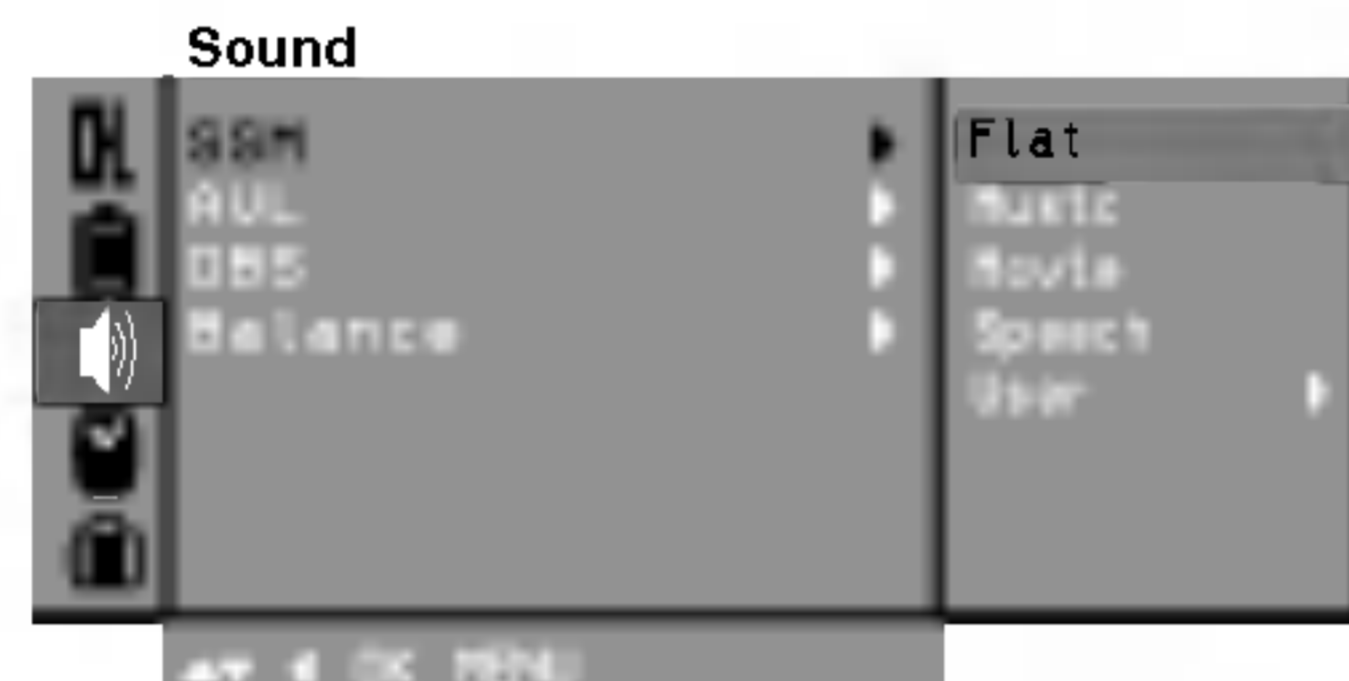 Sound
SSM
AVL
DBS
Balance
Flat
Music
Movie
Speech
User
OK MENU